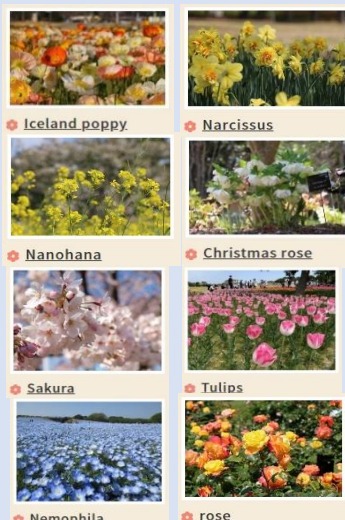 Iceland poppy
Narcissus
Nanohana
Christmas rose
Sakura
Tulips
Nemophila
rose